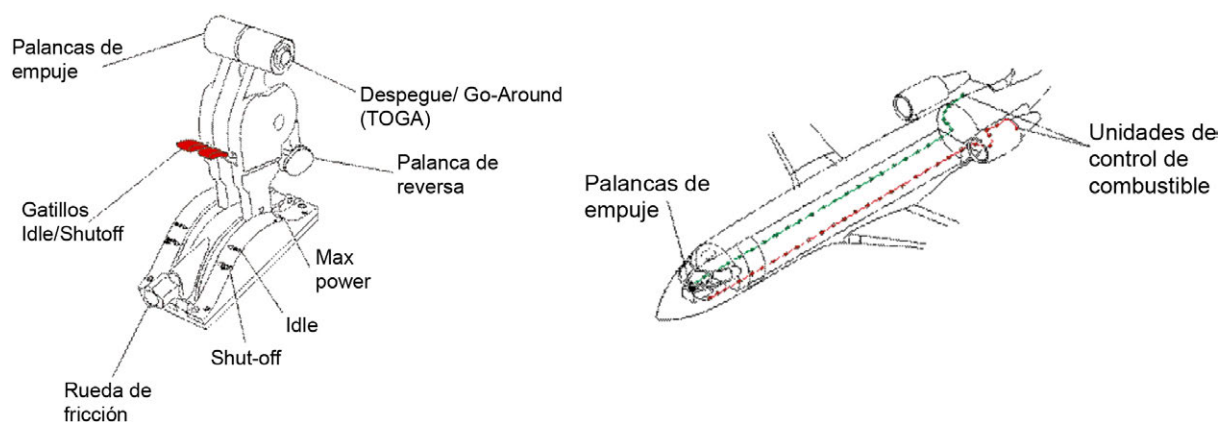 Palancas de
empuje
Despegue/ Go-Around
(TOGA)
Palanca de
reversa
Gatillos
Idle/Shutoff
Max
power
Idle
Shut-off
Rueda de
fricción
Palancas de
empuje
Unidades de
control de
combustible